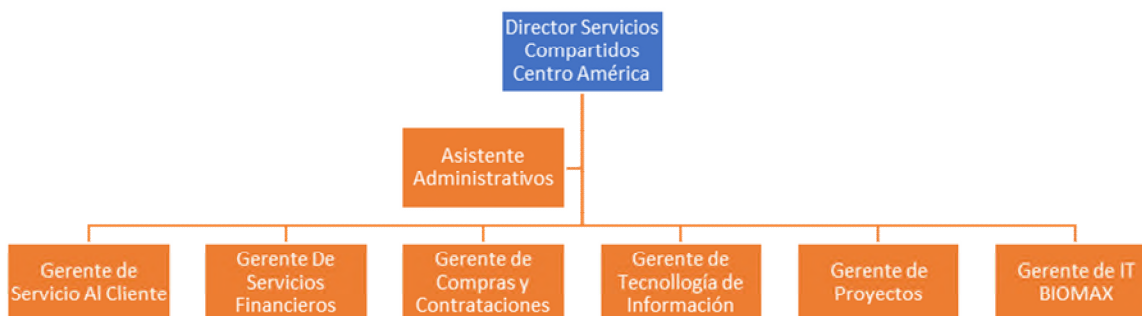 Director Servicios
Compartidos
Centro América
Asistente
Administrativos
Gerente de
Servicio Al Cliente
Gerente De
Servicios
Financieros
Gerente de
Compras y
Contrataciones
Gerente de
Tecnollogía de
Información
Gerente de
Proyectos
Gerente de IT
BIOMAX